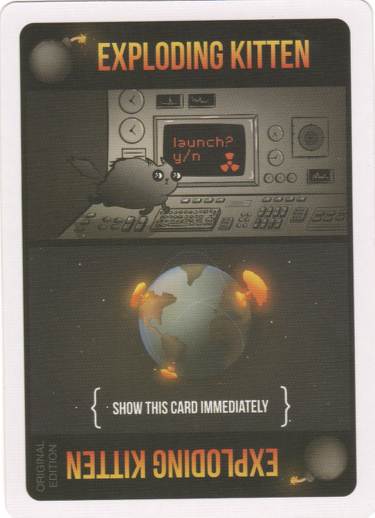 EXPLODING KITTEN
launch?
y/n
{ SHOW THIS CARD IMMEDIATELY }
ORIGINAL
EDITION
EXPLODING KITTEN